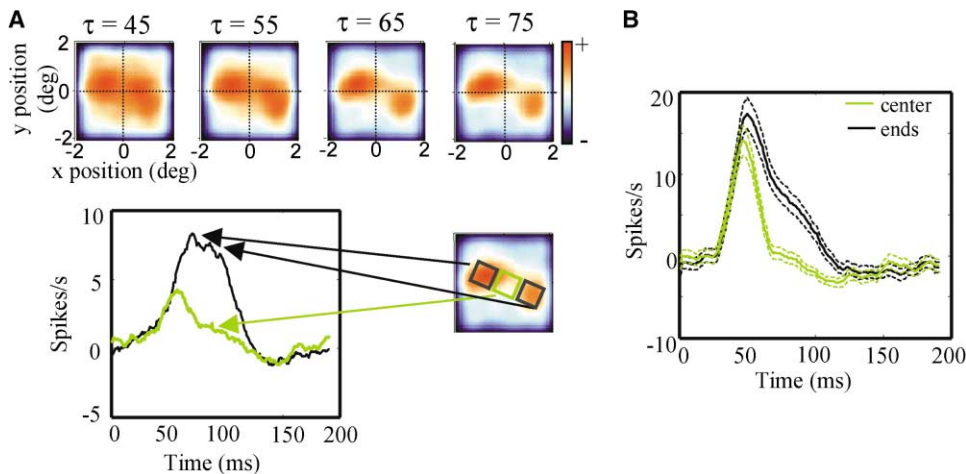 A
τ = 45 τ = 55 τ = 65 τ = 75
y position
(deg)
2
0
-2
-2 0 2 -2 0 2 -2 0 2 -2 0 2
x position (deg)
+
-
10
5
0
-5
Spikes/s
0 50 100 150 200
Time (ms)
B
20
10
0
-10
Spikes/s
center
ends
0 50 100 150 200
Time (ms)